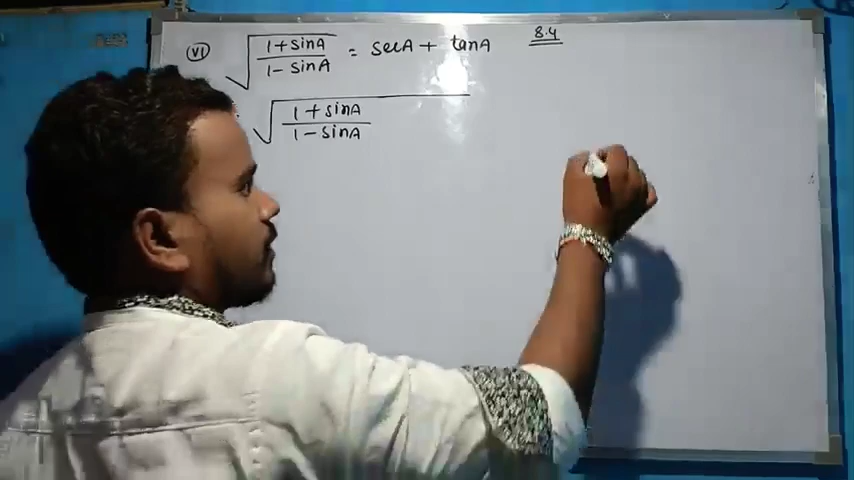 (vi) √((1+sinA)/(1-sinA)) = secA + tanA 8.4
√((1+sinA)/(1-sinA))